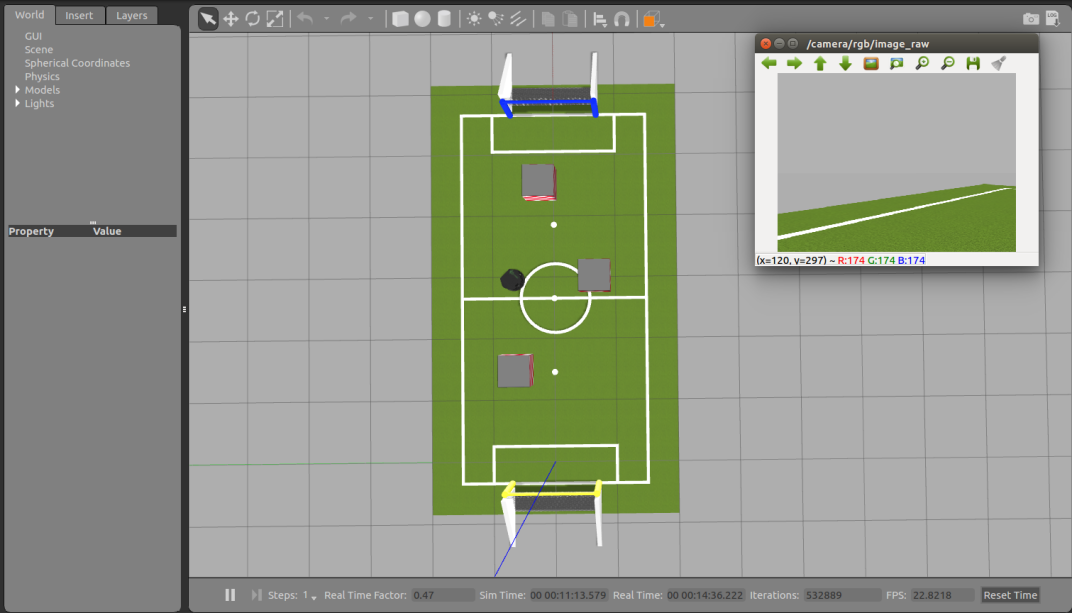 World Insert Layers
GUI
Scene
Spherical Coordinates
Physics
Models
Lights
Property Value
/camera/rgb/image_raw
(x=120, y=297) ~ R:174 G:174 B:174
Steps: 1 Real Time Factor: 0.47 Sim Time: 00 00:11:13.579 Real Time: 00 00:14:36.222 Iterations: 532889 FPS: 22.8218 Reset Time